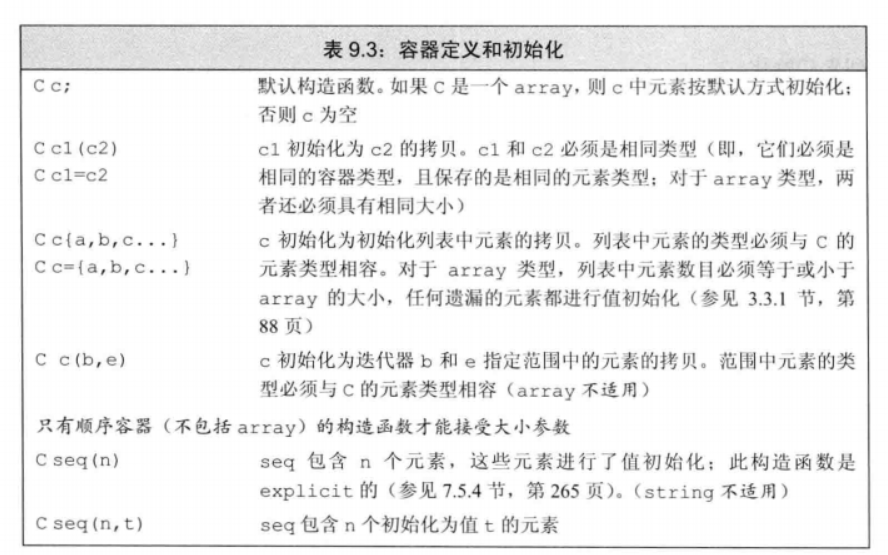 表 9.3：容器定义和初始化
C c; 默认构造函数。如果 C 是一个 array，则 c 中元素按默认方式初始化；
否则 c 为空
C c1(c2) c1 初始化为 c2 的拷贝。c1 和 c2 必须是相同类型（即，它们必须是
C c1=c2 相同的容器类型，且保存的是相同的元素类型；对于 array 类型，两
者还必须具有相同大小）
C c{a,b,c...} c 初始化为初始化列表中元素的拷贝。列表中元素的类型必须与 C 的
C c={a,b,c...} 元素类型相容。对于 array 类型，列表中元素数目必须等于或小于
array 的大小，任何遗漏的元素都进行值初始化（参见 3.3.1 节，第
88 页）
C c(b,e) c 初始化为迭代器 b 和 e 指定范围中的元素的拷贝。范围中元素的类
型必须与 C 的元素类型相容（array 不适用）
只有顺序容器（不包括 array）的构造函数才能接受大小参数
C seq(n) seq 包含 n 个元素，这些元素进行了值初始化；此构造函数是
explicit 的（参见 7.5.4 节，第 265 页）。（string 不适用）
C seq(n,t) seq 包含 n 个初始化为值 t 的元素